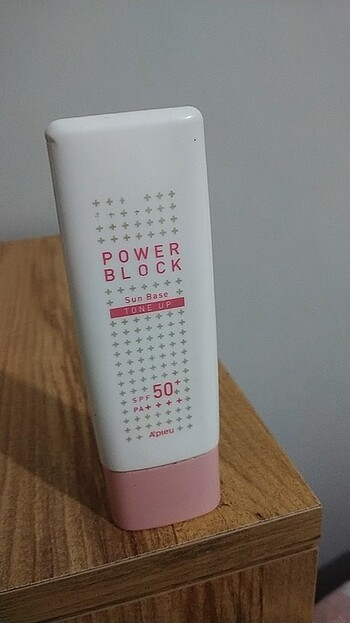 POWER
BLOCK
Sun Base
TONE UP
SPF 50+
PA++++
A'pieu